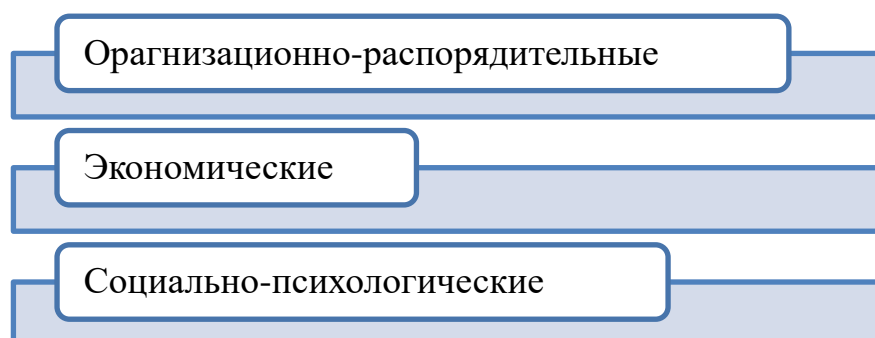 Орагнизационно-распорядительные
Экономические
Социально-психологические